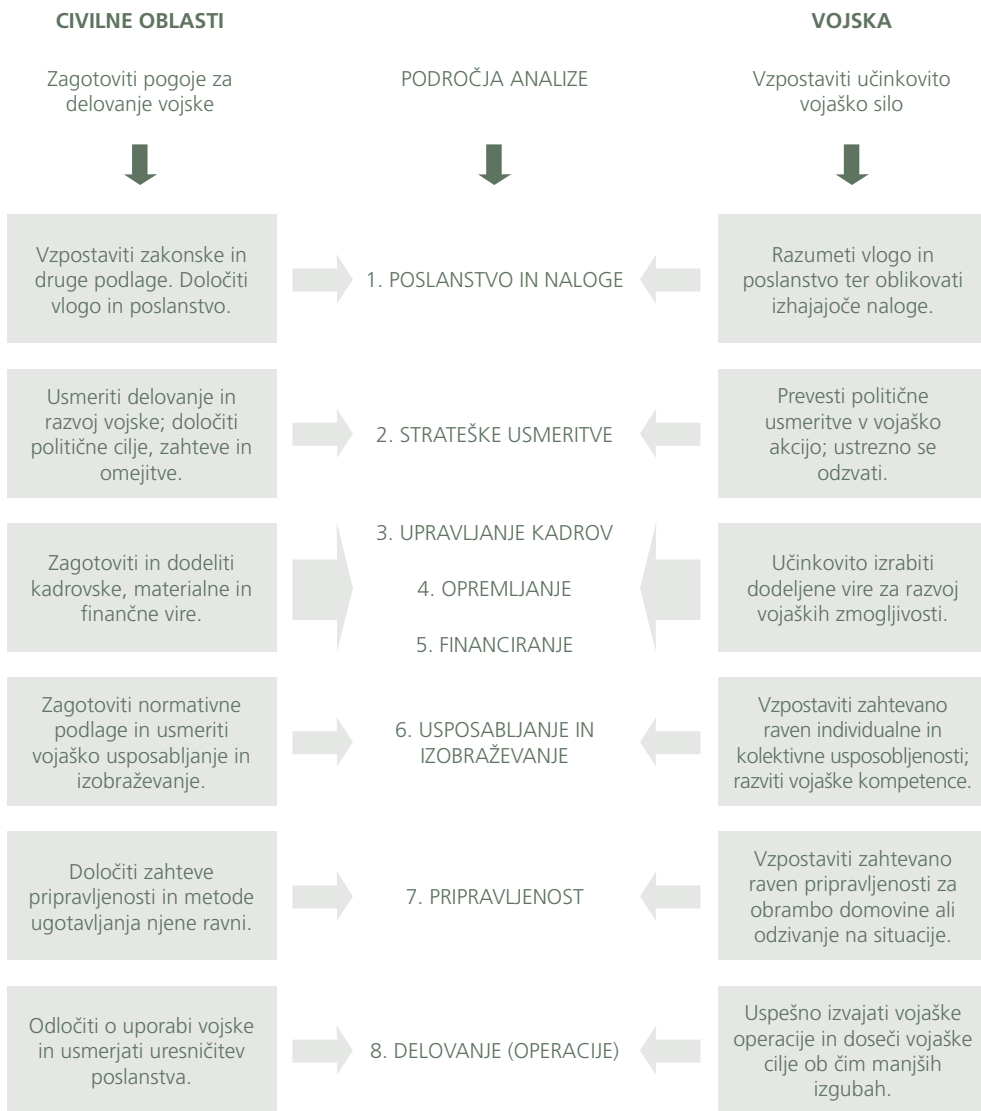 CIVILNE OBLASTI
VOJSKA
Zagotoviti pogoje za
delovanje vojske
PODROČJA ANALIZE
Vzpostaviti učinkovito
vojaško silo
Vzpostaviti zakonske in
druge podlage. Določiti
vlogo in poslanstvo.
1. POSLANSTVO IN NALOGE
Razumeti vlogo in
poslanstvo ter oblikovati
izhajajoče naloge.
Usmeriti delovanje in
razvoj vojske; določiti
politične cilje, zahteve in
omejitve.
2. STRATEŠKE USMERITVE
Prevesti politične
usmeritve v vojaško
akcijo; ustrezno se
odzvati.
Zagotoviti in dodeliti
kadrovske, materialne in
finančne vire.
3. UPRAVLJANJE KADROV
4. OPREMLJANJE
5. FINANCIRANJE
Učinkovito izrabiti
dodeljene vire za razvoj
vojaških zmogljivosti.
Zagotoviti normativne
podlage in usmeriti
vojaško usposabljanje in
izobraževanje.
6. USPOSABLJANJE IN
IZOBRAŽEVANJE
Vzpostaviti zahtevano
raven individualne in
kolektivne usposobljenosti;
razviti vojaške kompetence.
Določiti zahteve
pripravljenosti in metode
ugotavljanja njene ravni.
7. PRIPRAVLJENOST
Vzpostaviti zahtevano
raven pripravljenosti za
obrambo domovine ali
odzivanje na situacije.
Odločiti o uporabi vojske
in usmerjati uresničitev
poslanstva.
8. DELOVANJE (OPERACIJE)
Uspešno izvajati vojaške
operacije in doseči vojaške
cilje ob čim manjših
izgubah.